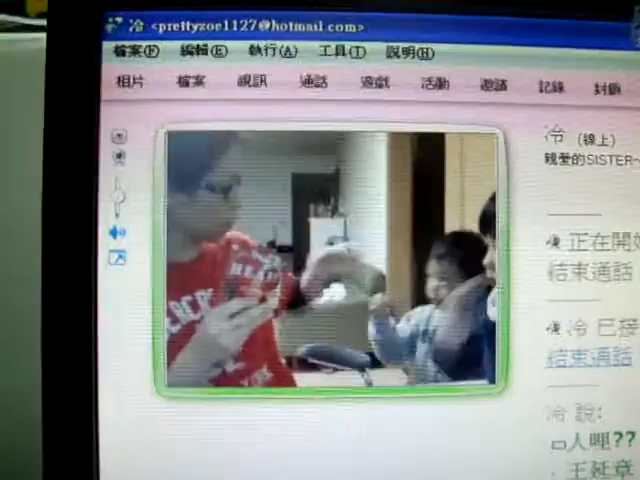 冷 <prettyzoe1127@hotmail.com>
檔案(F) 編輯(E) 執行(A) 工具(T) 說明(H)
相片 檔案 視訊 通話 遊戲 活動 邀請 記錄 封鎖
冷 (線上)
親愛的SISTER~
正在開始
結束通話
冷 已接
結束通話
冷 說:
人哩??
王延章